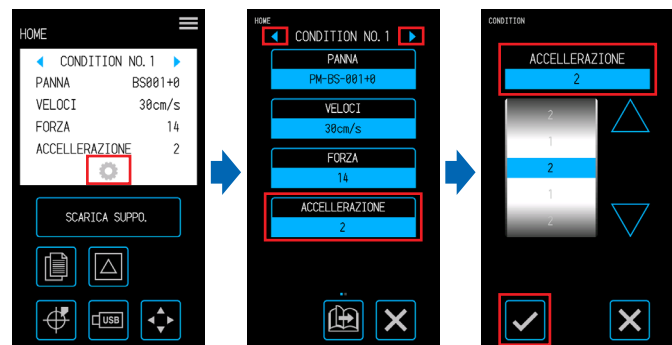 HOME
CONDITION NO. 1
PANNA BS001+0
VELOCI 30cm/s
FORZA 14
ACCELLERAZIONE 2
SCARICA SUPPO.
USB
HOME
CONDITION NO. 1
PANNA
PM-BS-001+0
VELOCI
30cm/s
FORZA
14
ACCELLERAZIONE
2
CONDITION
ACCELLERAZIONE
2
2
1
2
1
2